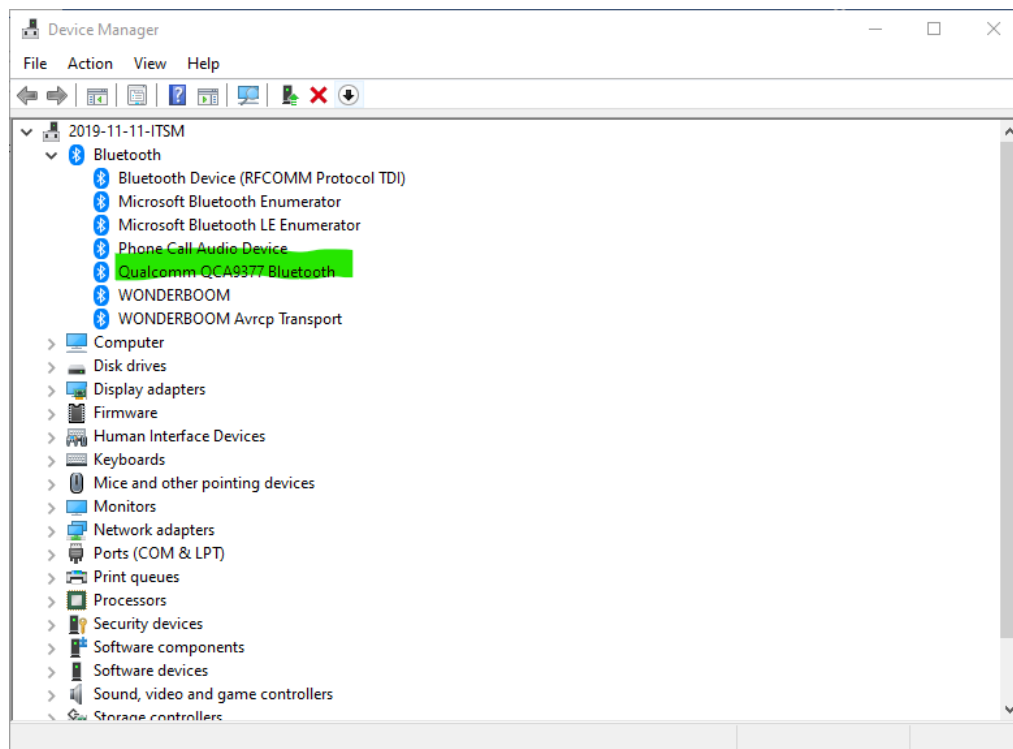 Device Manager
File Action View Help
2019-11-11-ITSM
Bluetooth
Bluetooth Device (RFCOMM Protocol TDI)
Microsoft Bluetooth Enumerator
Microsoft Bluetooth LE Enumerator
Phone Call Audio Device
Qualcomm QCA9377 Bluetooth
WONDERBOOM
WONDERBOOM Avrcp Transport
Computer
Disk drives
Display adapters
Firmware
Human Interface Devices
Keyboards
Mice and other pointing devices
Monitors
Network adapters
Ports (COM & LPT)
Print queues
Processors
Security devices
Software components
Software devices
Sound, video and game controllers
Storage controllers